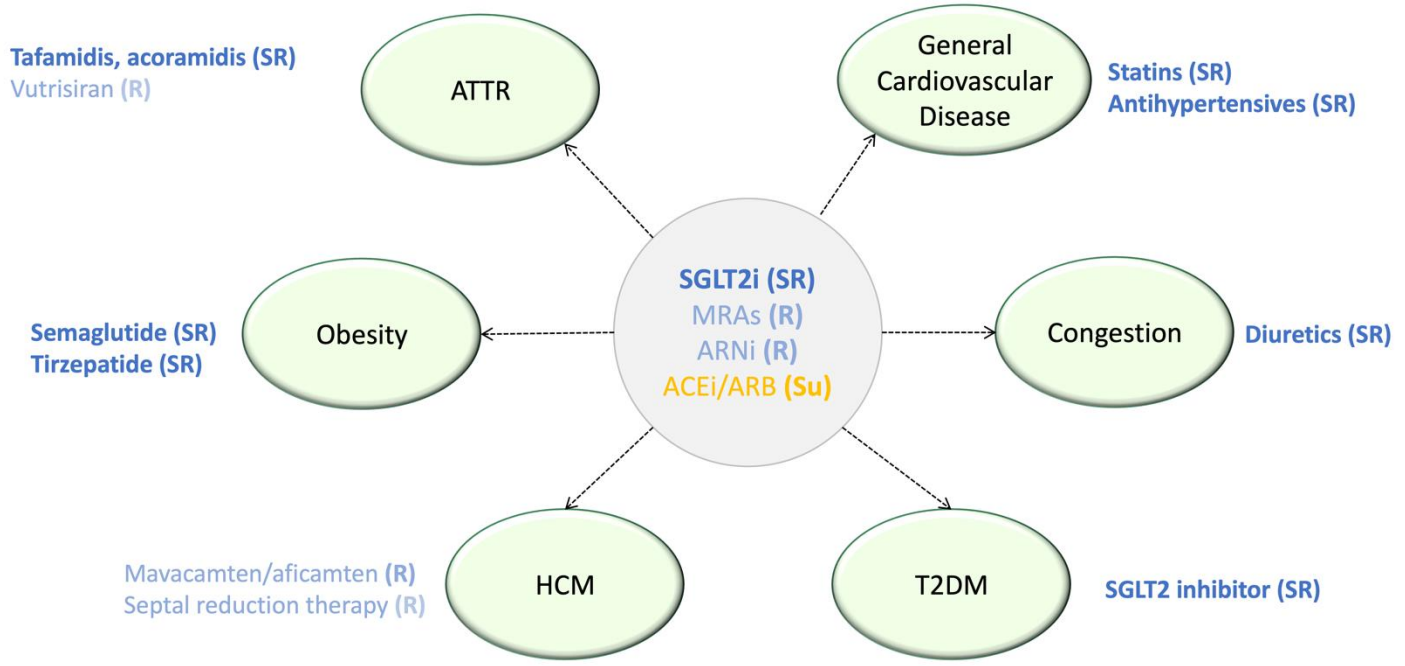 Tafamidis, acoramidis (SR)
Vutrisiran (R)
ATTR
General
Cardiovascular
Disease
Statins (SR)
Antihypertensives (SR)
Semaglutide (SR)
Tirzepatide (SR)
Obesity
SGLT2i (SR)
MRAs (R)
ARNi (R)
ACEi/ARB (Su)
Congestion
Diuretics (SR)
Mavacamten/aficamten (R)
Septal reduction therapy (R)
HCM
T2DM
SGLT2 inhibitor (SR)